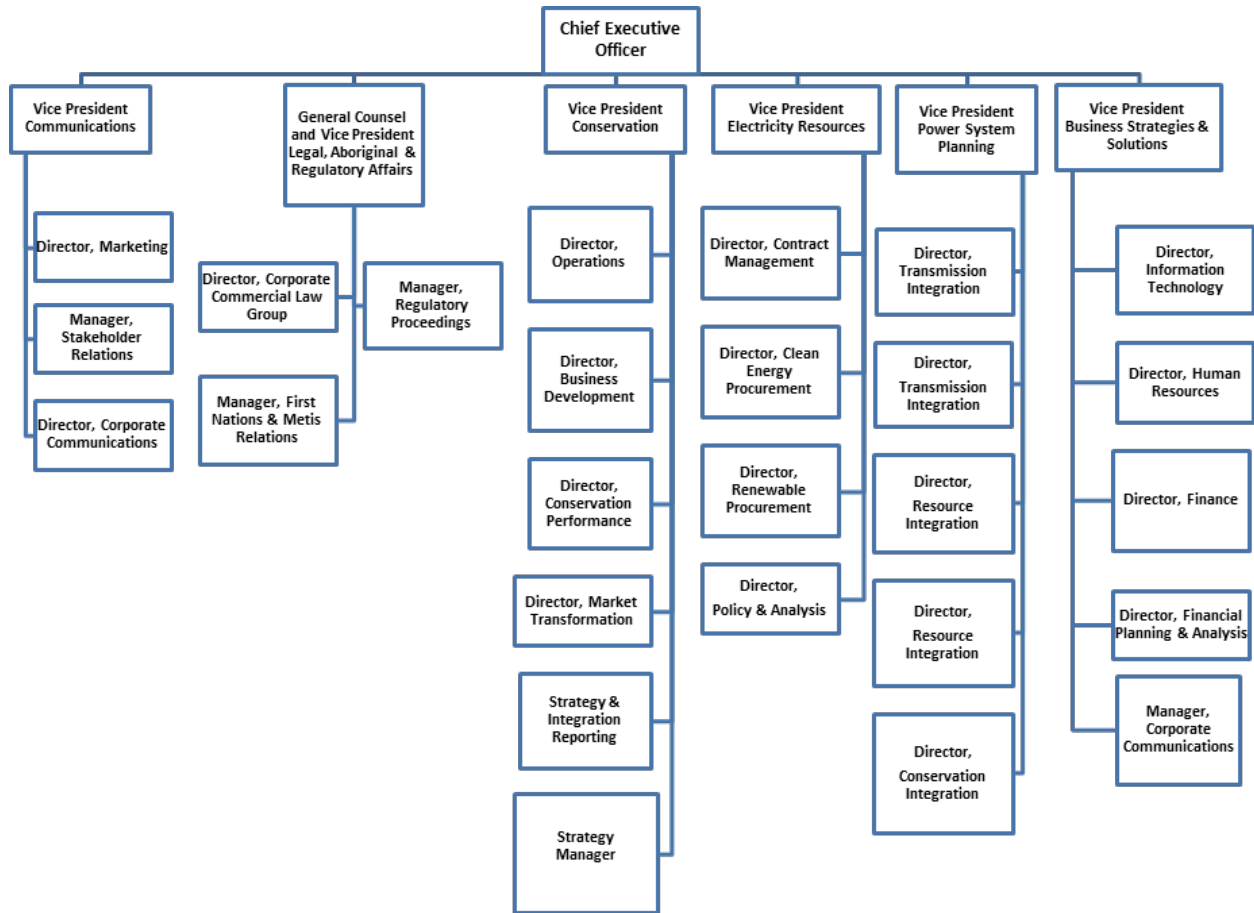 Chief Executive
Officer
Vice President
Communications
General Counsel
and Vice President
Legal, Aboriginal &
Regulatory Affairs
Vice President
Conservation
Vice President
Electricity Resources
Vice President
Power System
Planning
Vice President
Business Strategies &
Solutions
Director, Marketing
Manager,
Stakeholder
Relations
Director, Corporate
Communications
Director, Corporate
Commercial Law
Group
Manager,
Regulatory
Proceedings
Manager, First
Nations & Metis
Relations
Director,
Operations
Director,
Business
Development
Director,
Conservation
Performance
Director, Market
Transformation
Strategy &
Integration
Reporting
Strategy
Manager
Director, Contract
Management
Director, Clean
Energy
Procurement
Director,
Renewable
Procurement
Director,
Policy & Analysis
Director,
Transmission
Integration
Director,
Transmission
Integration
Director,
Resource
Integration
Director,
Resource
Integration
Director,
Conservation
Integration
Director,
Information
Technology
Director, Human
Resources
Director, Finance
Director, Financial
Planning & Analysis
Manager,
Corporate
Communications